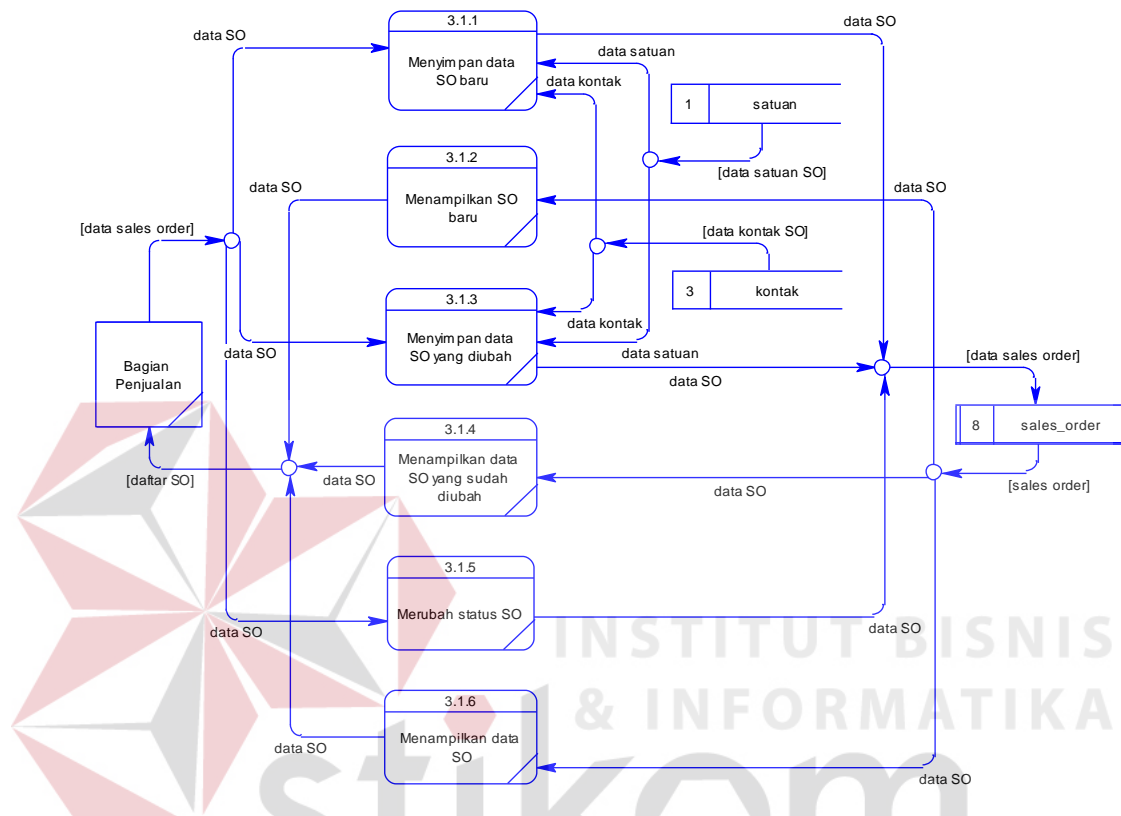 3.1.1
data SO
data SO
Menyimpan data
SO baru
data satuan
data kontak
1
satuan
3.1.2
[data satuan SO]
data SO
data SO
Menampilkan SO
baru
[data sales order]
[data kontak SO]
3.1.3
3
kontak
data kontak
Menyimpan data
SO yang diubah
data SO
data satuan
[data sales order]
Bagian
Penjualan
data SO
8
sales_order
3.1.4
Menampilkan data
SO yang sudah
diubah
[daftar SO]
data SO
data SO
[sales order]
3.1.5
Merubah status SO
data SO
data SO
INSTITUT BISNIS
& INFORMATIKA
3.1.6
Menampilkan data
SO
data SO
data SO
stikom